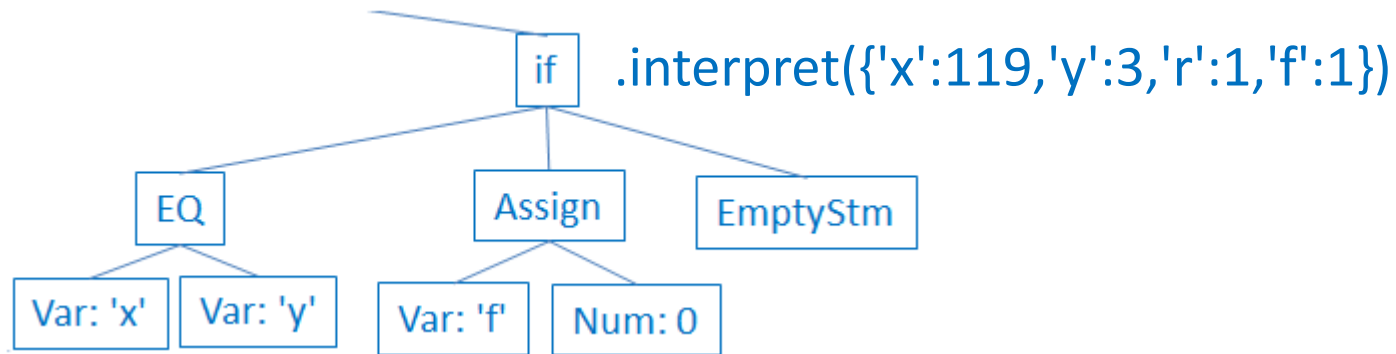 if .interpret({'x':119,'y':3,'r':1,'f':1})
EQ Assign EmptyStm
Var: 'x' Var: 'y' Var: 'f' Num: 0